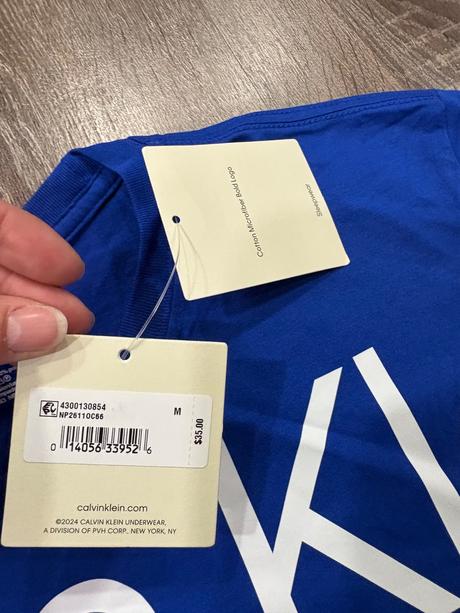 Cotton Microfiber Bold Logo
Sleepwear
4300130854
NP2611OC66
M
$35.00
0 14056 33952 6
calvinklein.com
©2024 CALVIN KLEIN UNDERWEAR,
A DIVISION OF PVH CORP., NEW YORK, NY